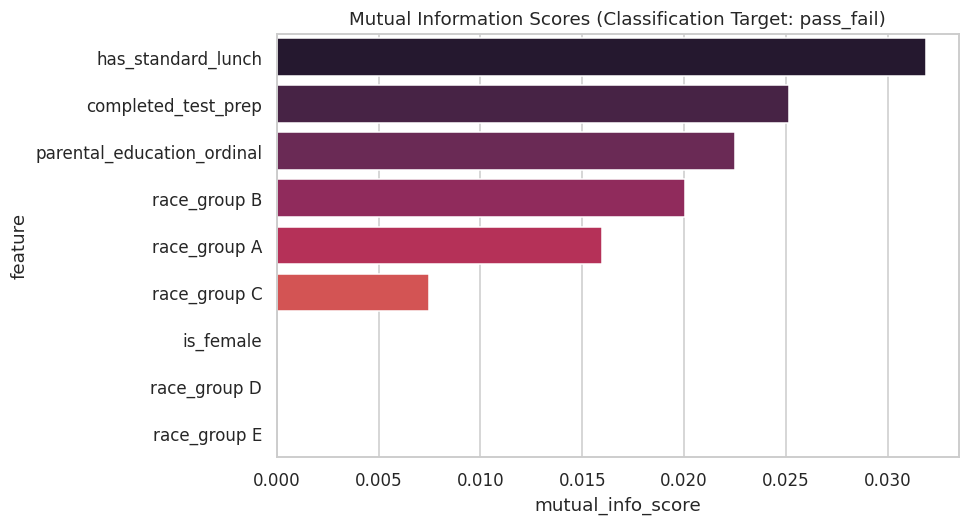 Mutual Information Scores (Classification Target: pass_fail)
has_standard_lunch
completed_test_prep
parental_education_ordinal
race_group B
race_group A
race_group C
is_female
race_group D
race_group E
feature
0.000 0.005 0.010 0.015 0.020 0.025 0.030
mutual_info_score